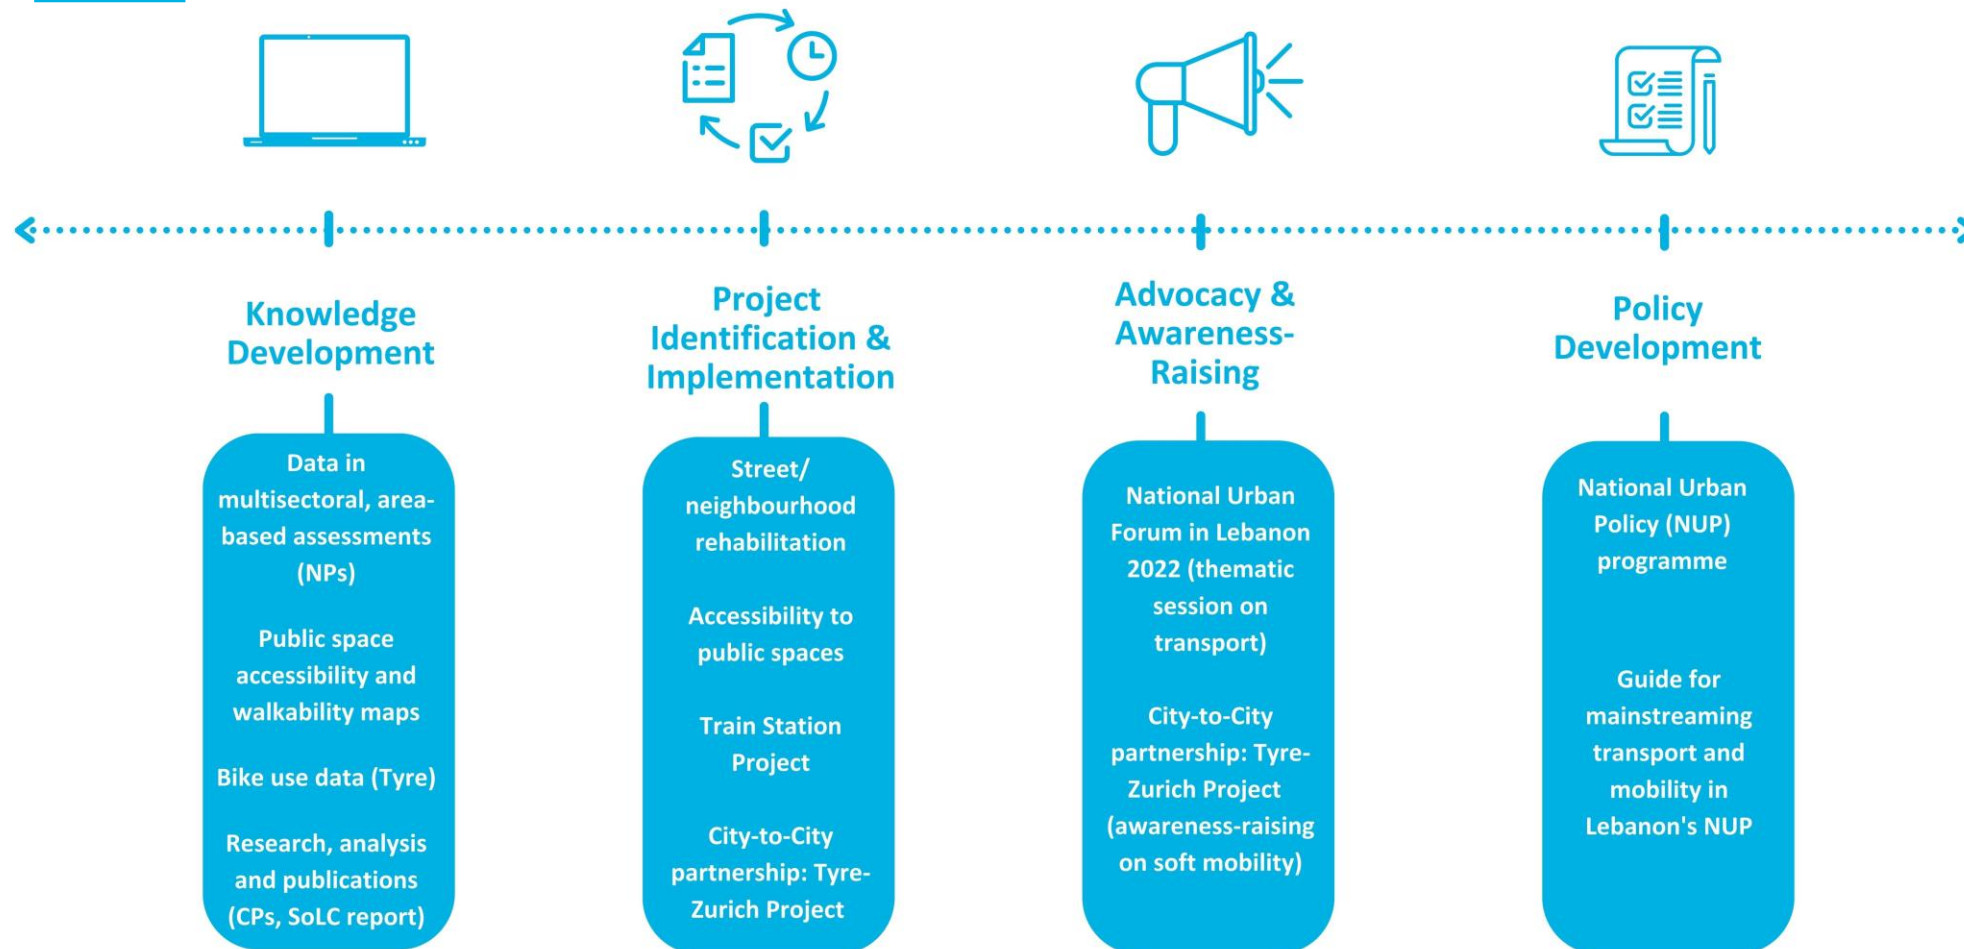 Knowledge
Development
Data in
multisectoral, area-
based assessments
(NPs)
Public space
accessibility and
walkability maps
Bike use data (Tyre)
Research, analysis
and publications
(CPs, SoLC report)
Project
Identification &
Implementation
Street/
neighbourhood
rehabilitation
Accessibility to
public spaces
Train Station
Project
City-to-City
partnership: Tyre-
Zurich Project
Advocacy &
Awareness-
Raising
National Urban
Forum in Lebanon
2022 (thematic
session on
transport)
City-to-City
partnership: Tyre-
Zurich Project
(awareness-raising
on soft mobility)
Policy
Development
National Urban
Policy (NUP)
programme
Guide for
mainstreaming
transport and
mobility in
Lebanon's NUP